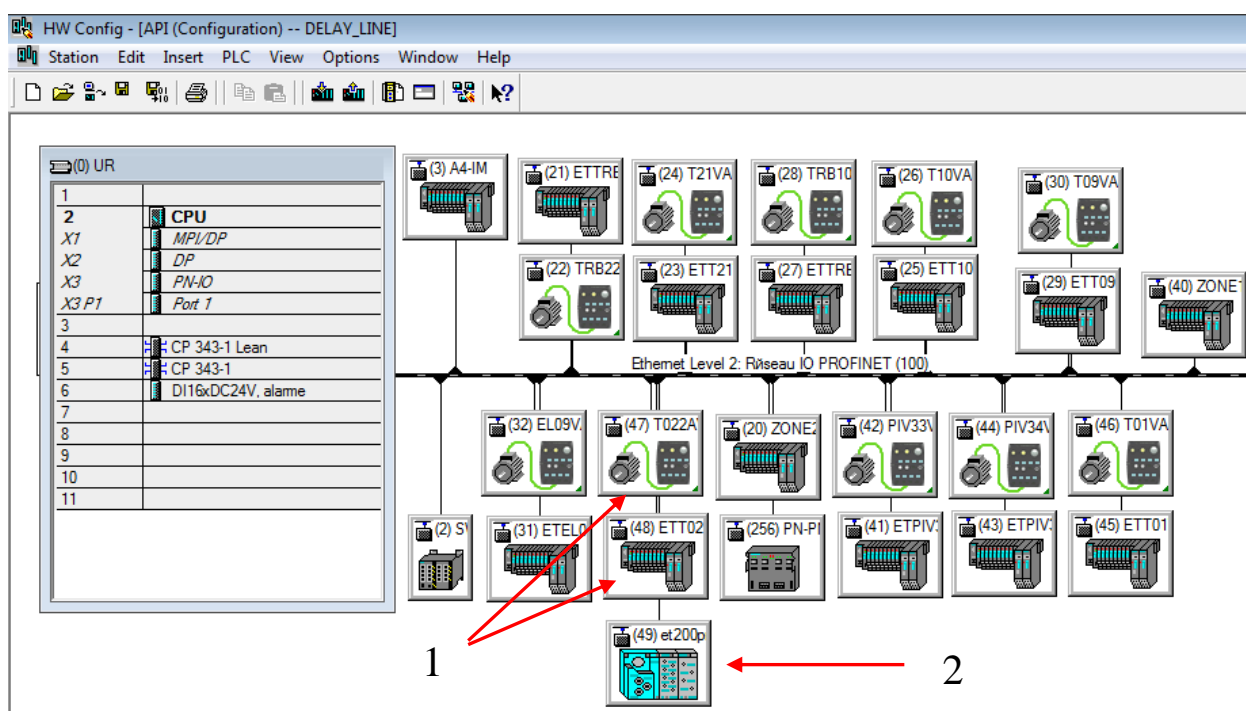 HW Config - [API (Configuration) -- DELAY_LINE]
Station Edit Insert PLC View Options Window Help
(0) UR
1
2 CPU
X1 MPI/DP
X2 DP
X3 PN-IO
X3 P1 Port 1
3
4 CP 343-1 Lean
5 CP 343-1
6 DI16xDC24V, alarme
7
8
9
10
11
(3) A4-IM
(21) ETTRE
(24) T21VA
(28) TRB10
(26) T10VA
(30) T09VA
(22) TRB22
(23) ETT21
(27) ETTRE
(25) ETT10
(29) ETT09
(40) ZONE1
Ethernet Level 2: Rйseau IO PROFINET (100)
(32) EL09V
(47) T022A
(20) ZONE2
(42) PIV33V
(44) PIV34V
(46) T01VA
(2) SV
(31) ETEL0
(48) ETT02
(256) PN-PI
(41) ETPIV3
(43) ETPIV3
(45) ETT01
(49) et200p
1
2